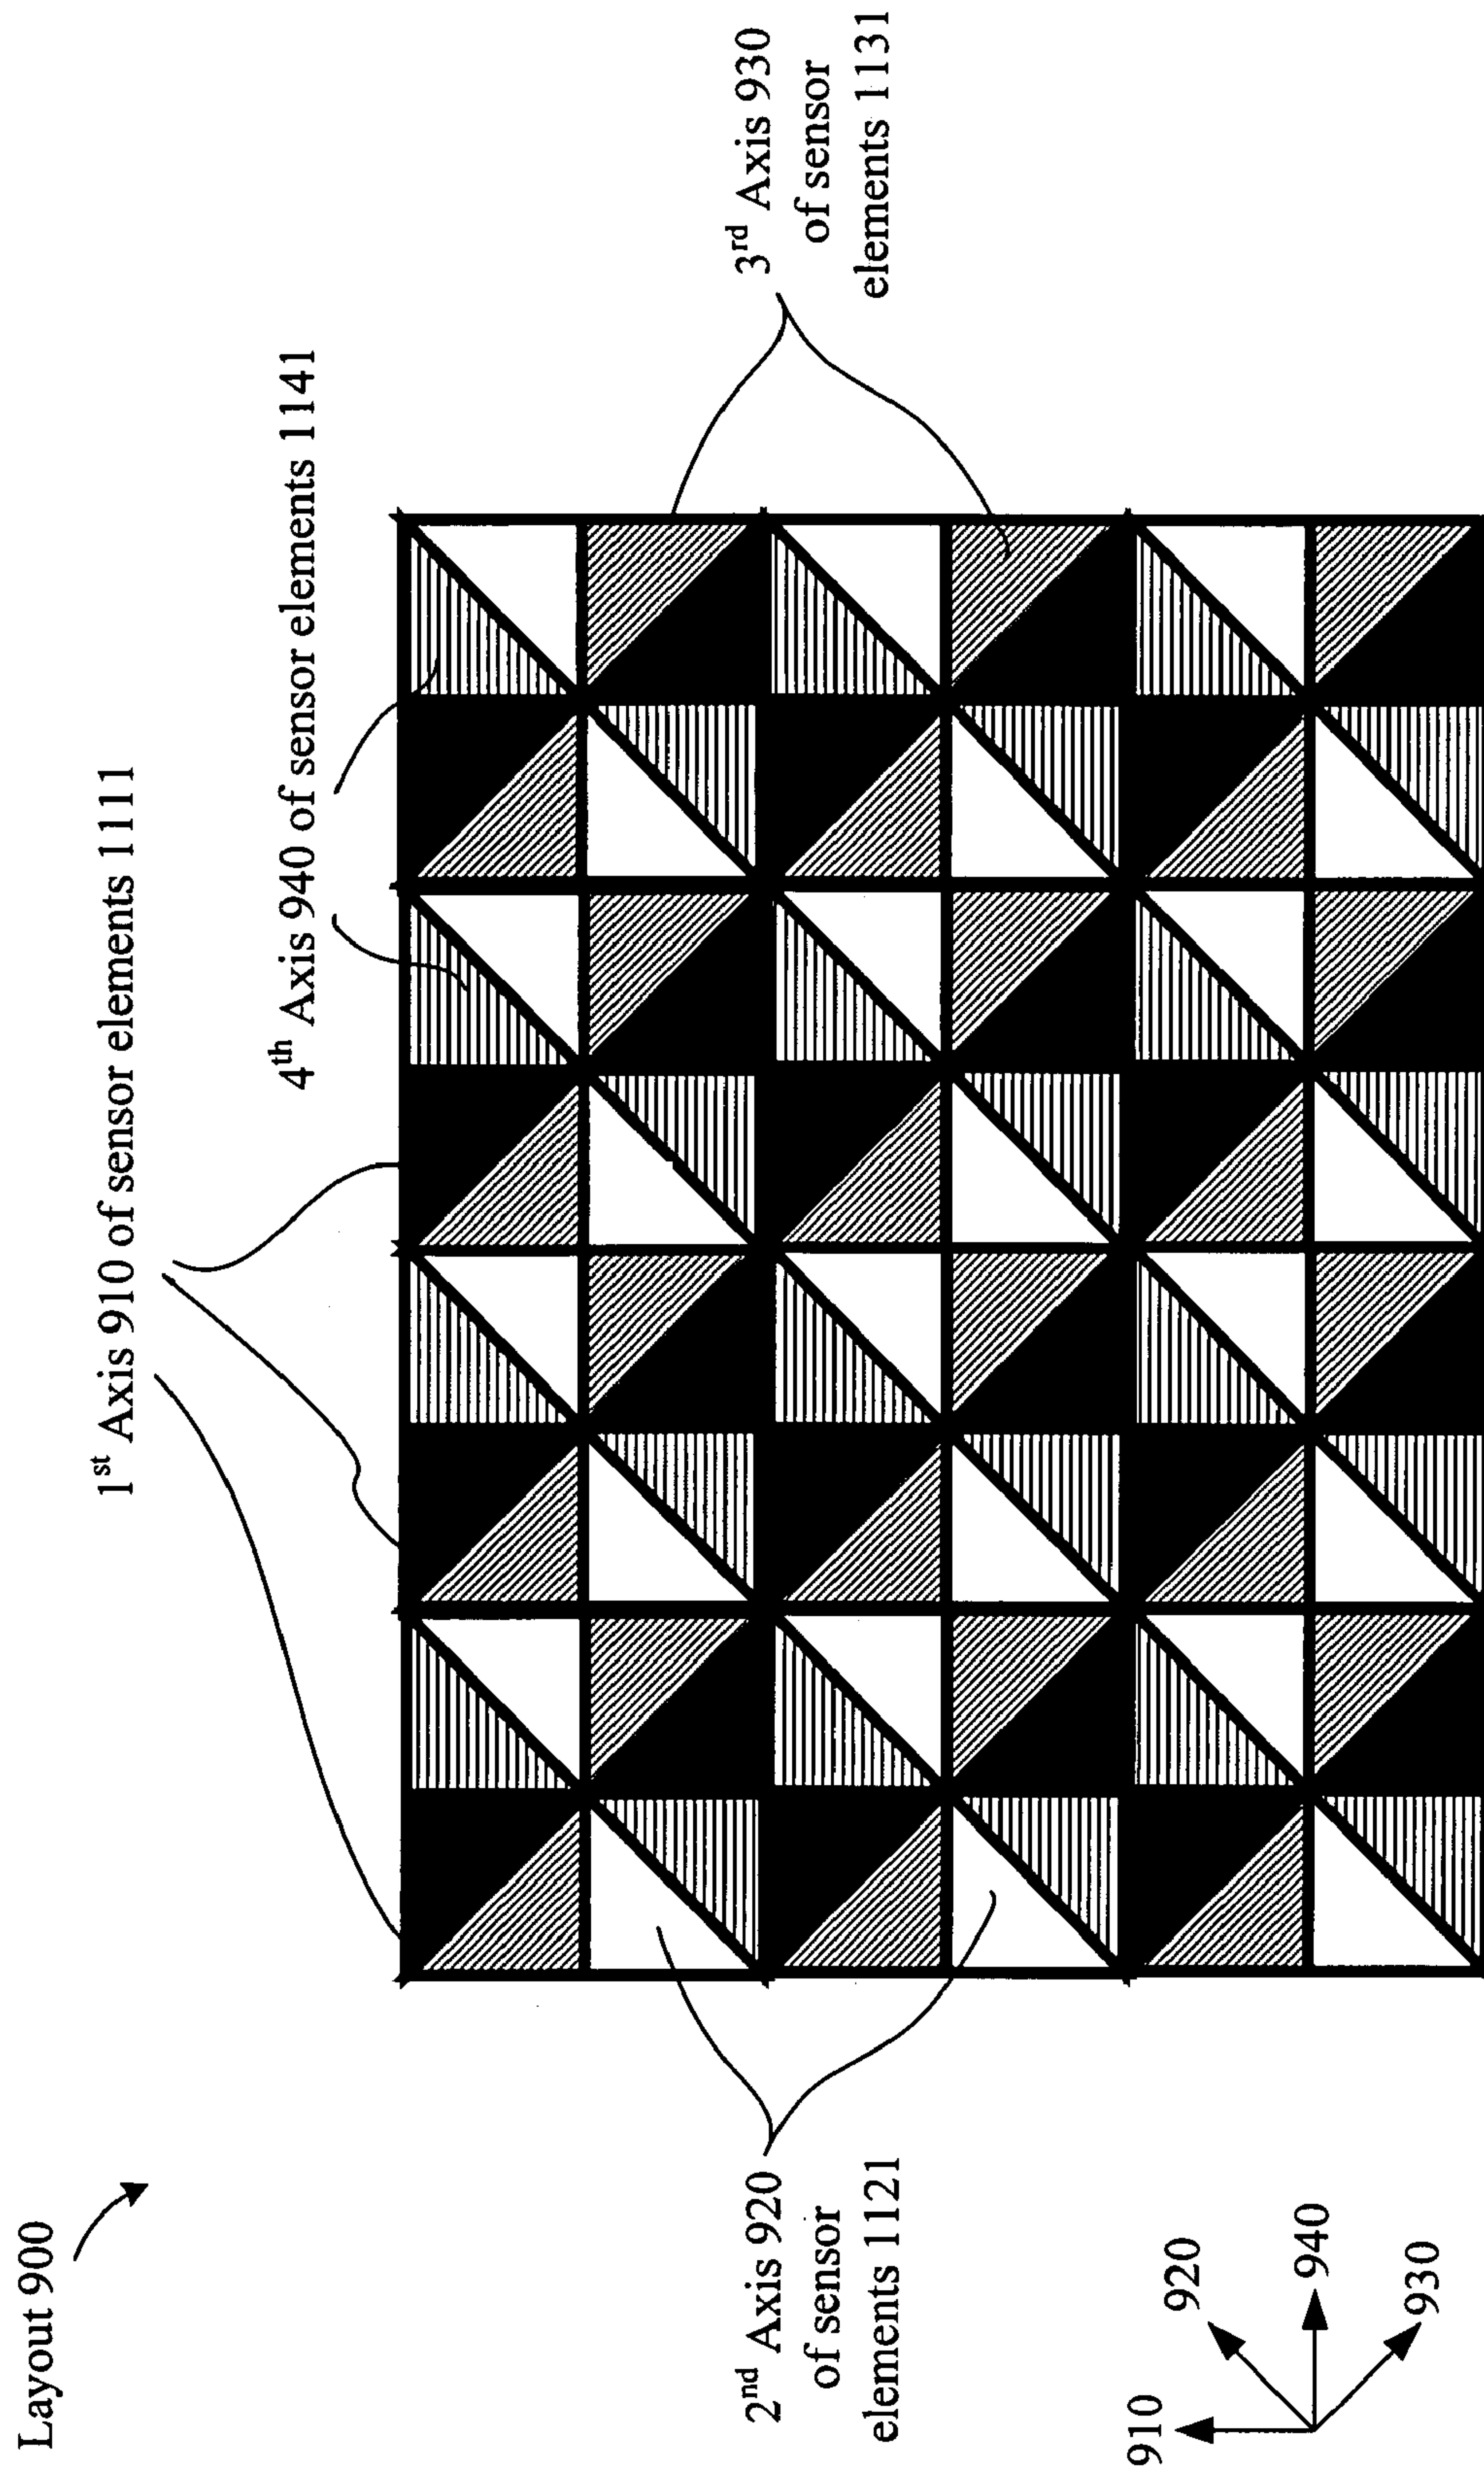 Layout 900
1st Axis 910 of sensor elements 1111
4th Axis 940 of sensor elements 1141
2nd Axis 920
of sensor
elements 1121
3rd Axis 930
of sensor
elements 1131
910
920
940
930